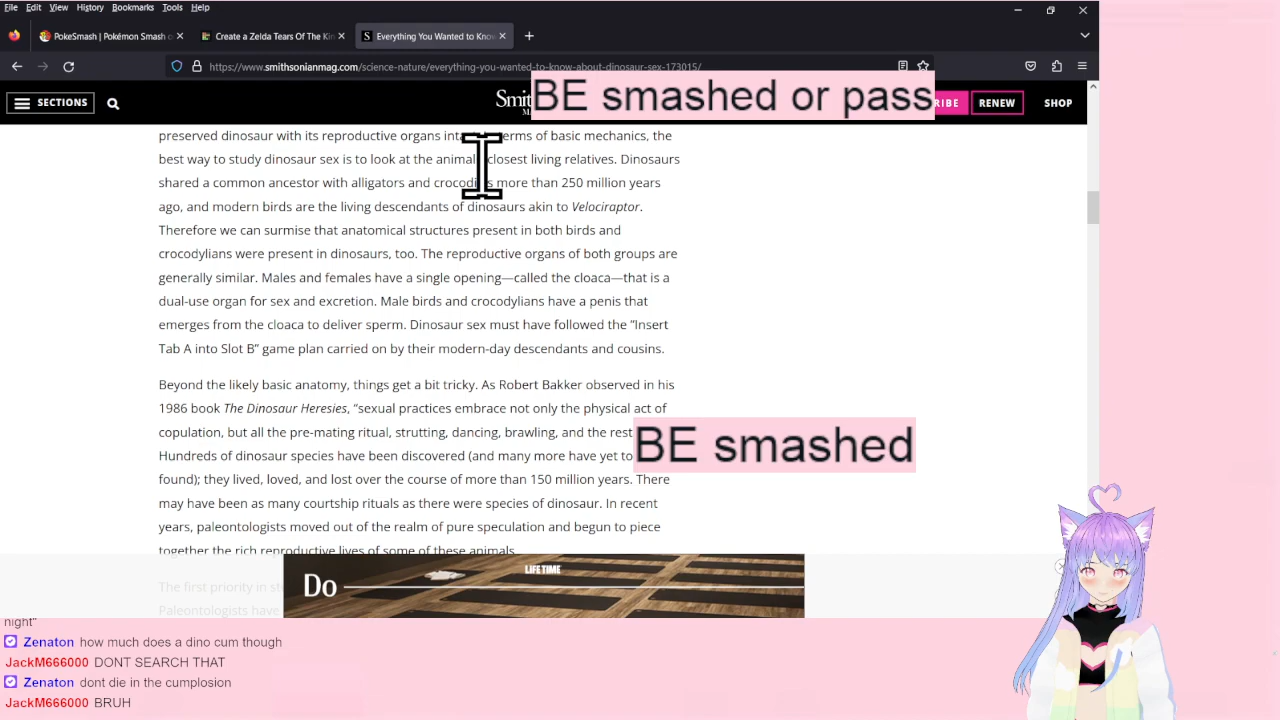 File Edit View History Bookmarks Tools Help
PokeSmash | Pokémon Smash o
Create a Zelda Tears Of The Kin
Everything You Wanted to Know
https://www.smithsonianmag.com/science-nature/everything-you-wanted-to-know-about-dinosaur-sex-173015/
SECTIONS
Smit
BE smashed or pass
RIBE
RENEW
SHOP
preserved dinosaur with its reproductive organs terms of basic mechanics, the
best way to study dinosaur sex is to look at the animal closest living relatives. Dinosaurs
shared a common ancestor with alligators and more than 250 million years
ago, and modern birds are the living descendants of dinosaurs akin to Velociraptor.
Therefore we can surmise that anatomical structures present in both birds and
crocodylians were present in dinosaurs, too. The reproductive organs of both groups are
generally similar. Males and females have a single opening—called the cloaca—that is a
dual-use organ for sex and excretion. Male birds and crocodylians have a penis that
emerges from the cloaca to deliver sperm. Dinosaur sex must have followed the “Insert
Tab A into Slot B” game plan carried on by their modern-day descendants and cousins.
Beyond the likely basic anatomy, things get a bit tricky. As Robert Bakker observed in his
1986 book The Dinosaur Heresies, “sexual practices embrace not only the physical act of
copulation, but all the pre-mating ritual, strutting, dancing, brawling, and the rest
BE smashed
Hundreds of dinosaur species have been discovered (and many more have yet to
found); they lived, loved, and lost over the course of more than 150 million years. There
may have been as many courtship rituals as there were species of dinosaur. In recent
years, paleontologists moved out of the realm of pure speculation and begun to piece
together the rich reproductive lives of some of these animals.
The first priority in
Paleontologists have
Do
LIFE TIME
night"
Zenaton how much does a dino cum though
JackM666000 DONT SEARCH THAT
Zenaton dont die in the cumplosion
JackM666000 BRUH